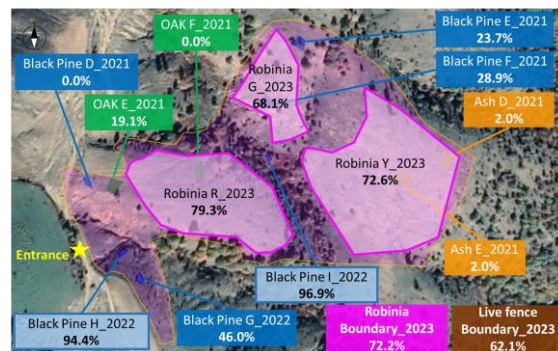 OAK F_2021
0.0%
Black Pine E_2021
23.7%
Black Pine D_2021
0.0%
Robinia
G_2023
68.1%
Black Pine F_2021
28.9%
OAK E_2021
19.1%
Ash D_2021
2.0%
Robinia Y_2023
72.6%
Robinia R_2023
79.3%
Entrance
Ash E_2021
2.0%
Black Pine I_2022
96.9%
Black Pine H_2022
94.4%
Black Pine G_2022
46.0%
Robinia
Boundary_2023
72.2%
Live fence
Boundary_2023
62.1%